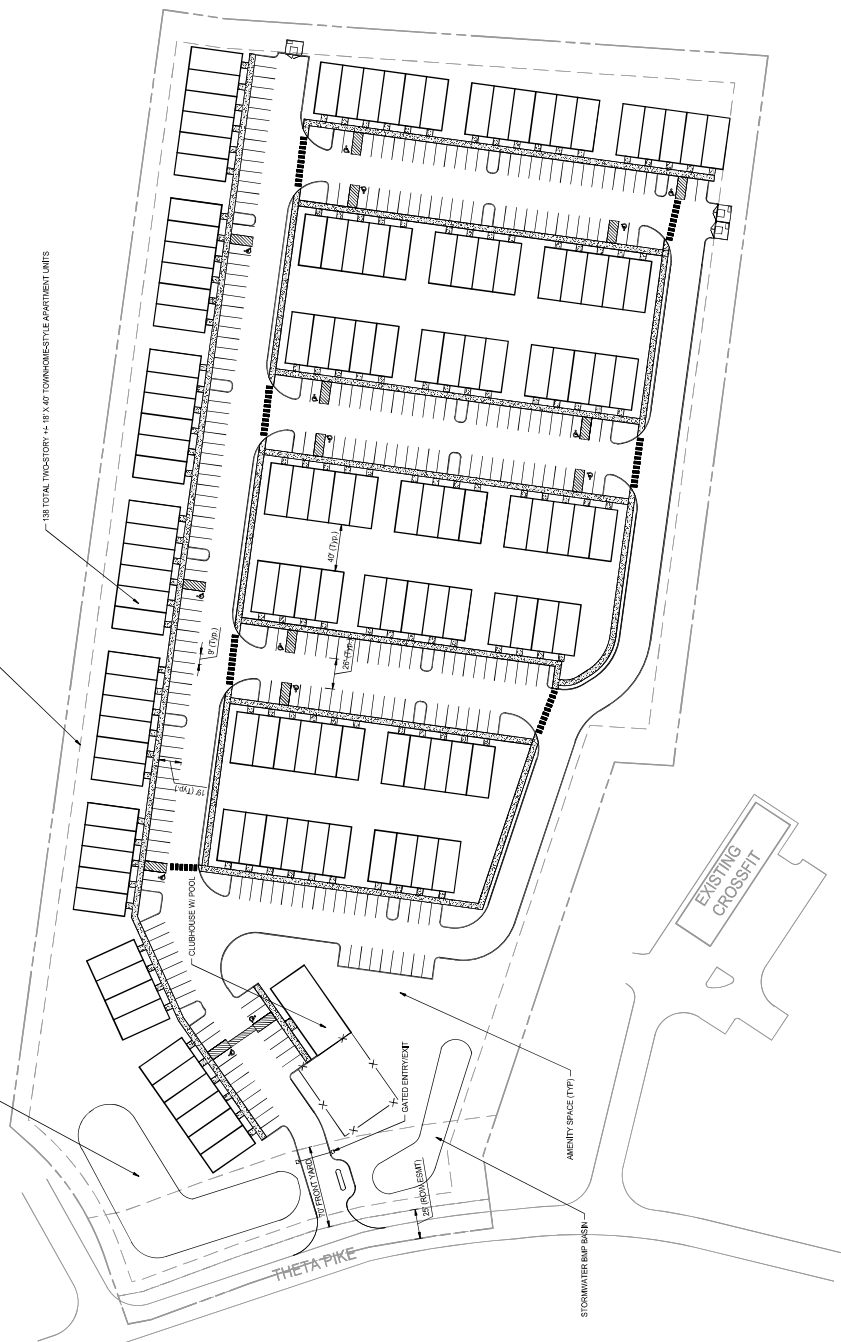 138 TOTAL TWO-STORY +/- 18' X 40' TOWNHOME-STYLE APARTMENT UNITS
40' (Typ.)
9' (Typ.)
26' (Typ.)
19' (Typ.)
CLUBHOUSE W/ POOL
EXISTING
CROSSFIT
GATED ENTRY/EXIT
AMENITY SPACE (TYP)
70' FRONT YARD
25' (ROW ESMT)
THETA PIKE
STORMWATER BMP BASIN